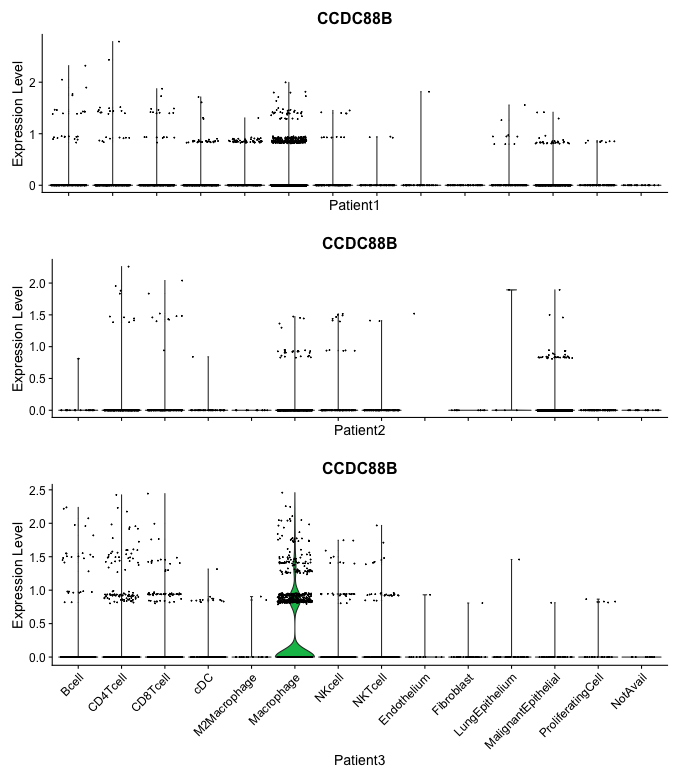 CCDC88B
Expression Level
2
1
0
Patient1
CCDC88B
Expression Level
2.0
1.5
1.0
0.5
0.0
Patient2
CCDC88B
Expression Level
2.5
2.0
1.5
1.0
0.5
0.0
Bcell
CD4Tcell
CD8Tcell
cDC
M2Macrophage
Macrophage
NKcell
NKTcell
Endothelium
Fibroblast
LungEpithelium
MalignantEpithelial
ProliferatingCell
NotAvail
Patient3